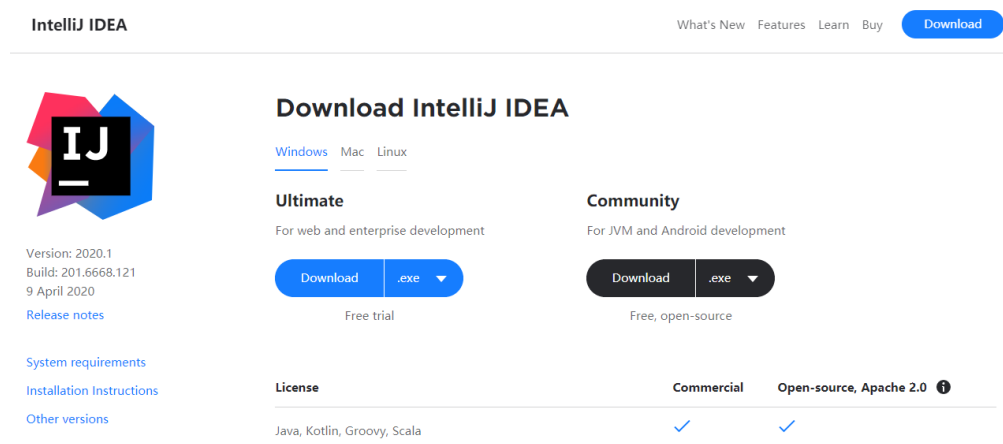 IntelliJ IDEA
What's New Features Learn Buy Download
IJ
Download IntelliJ IDEA
Windows Mac Linux
Ultimate
For web and enterprise development
Download .exe
Free trial
Community
For JVM and Android development
Download .exe
Free, open-source
Version: 2020.1
Build: 201.6668.121
9 April 2020
Release notes
System requirements
Installation Instructions
Other versions
License Commercial Open-source, Apache 2.0
Java, Kotlin, Groovy, Scala